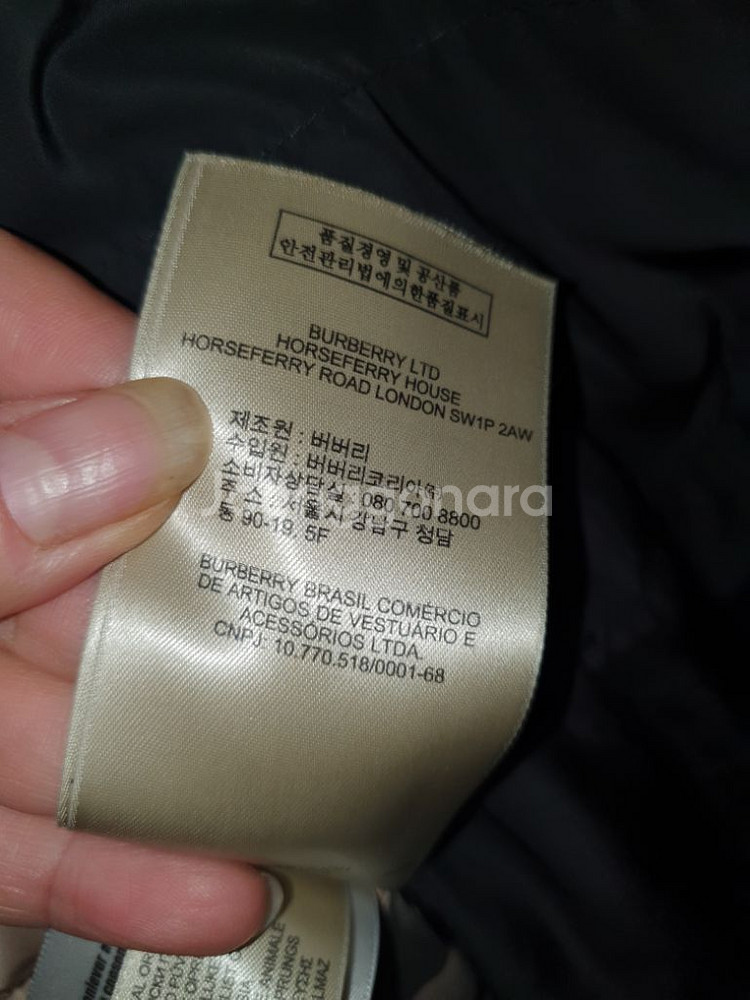 품질경영 및 공산품
안전관리법에의한품질표시
BURBERRY LTD
HORSEFERRY HOUSE
HORSEFERRY ROAD LONDON SW1P 2AW
제조원 : 버버리
수입원 : 버버리코리아㈜
소비자상담실 : 080 700 8800
주 소 : 서울시 강남구 청담
동 90-19, 5F
BURBERRY BRASIL COMÉRCIO
DE ARTIGOS DE VESTUÁRIO E
ACESSÓRIOS LTDA.
CNPJ: 10.770.518/0001-68